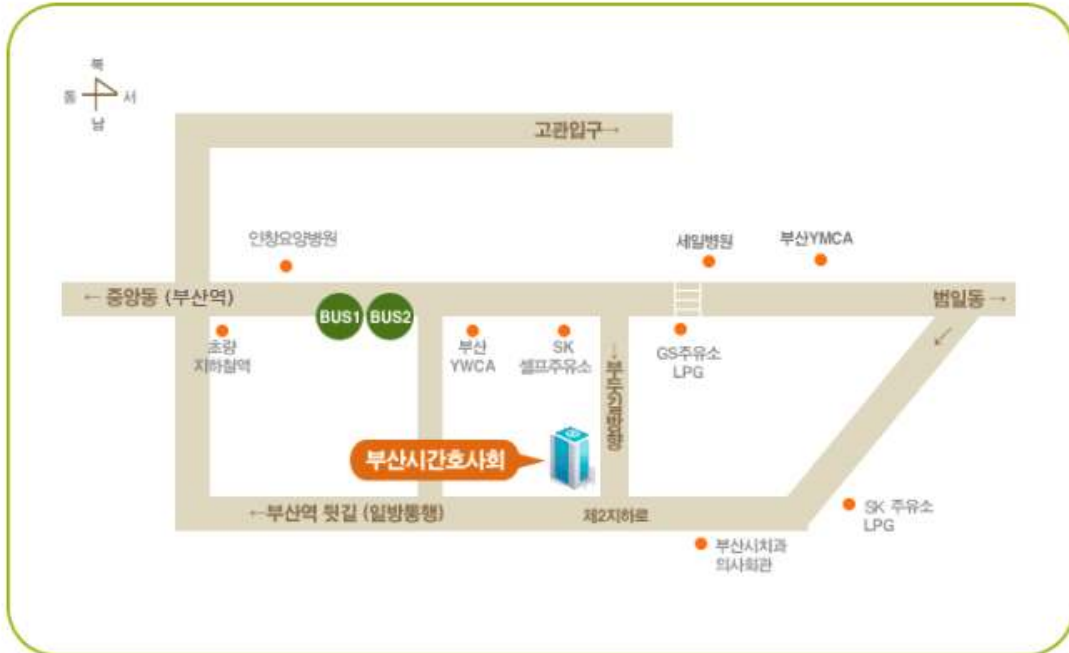 북
동 서
남
고관입구→
인창요양병원
세일병원
부산YMCA
← 중앙동 (부산역)
범일동 →
BUS1
BUS2
초량
지하철역
부산
YWCA
SK
셀프주유소
←부두길방향
GS주유소
LPG
←
부산시간호사회
←부산역 뒷길 (일방통행)
제2지하로
SK 주유소
LPG
부산시치과
의사회관